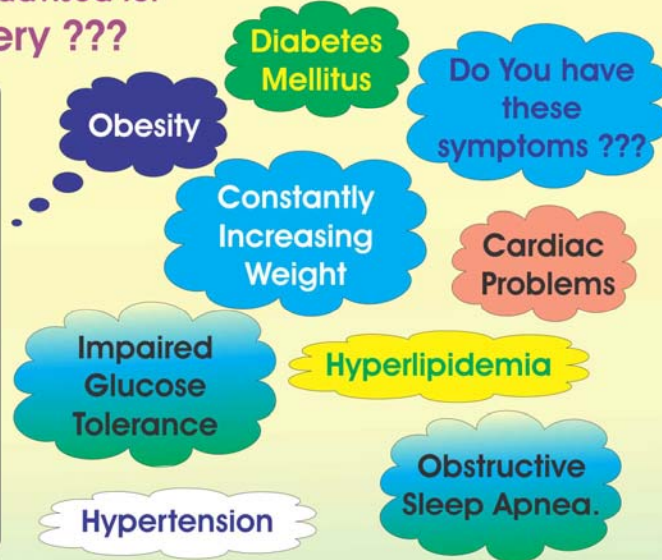 ery ???
Diabetes
Mellitus
Do You have
these
symptoms ???
Obesity
Constantly
Increasing
Weight
Cardiac
Problems
Impaired
Glucose
Tolerance
Hyperlipidemia
Obstructive
Sleep Apnea.
Hypertension